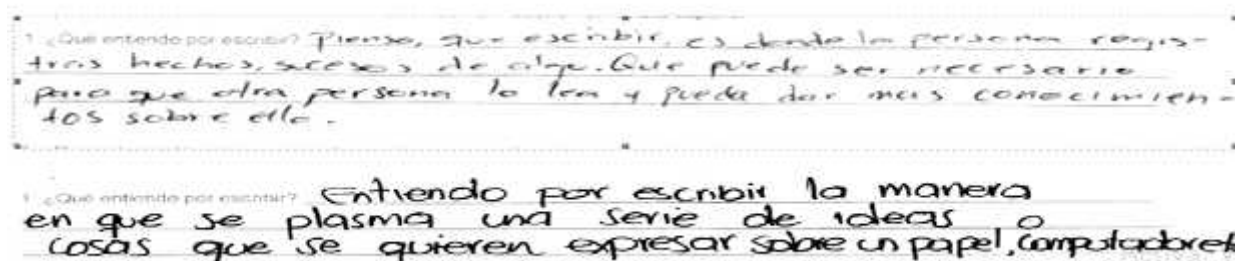 1. ¿Qué entiendo por escribir? Pienso, que escribir, es donde la persona regis-
tras hechos, sucesos de algo. Que puede ser necesario
para que otra persona lo lea y pueda dar mas conocimien-
tos sobre ello.
1. ¿Qué entiendo por escribir? Entiendo por escribir la manera
en que se plasma una serie de ideas o
cosas que se quieren expresar sobre un papel, computador